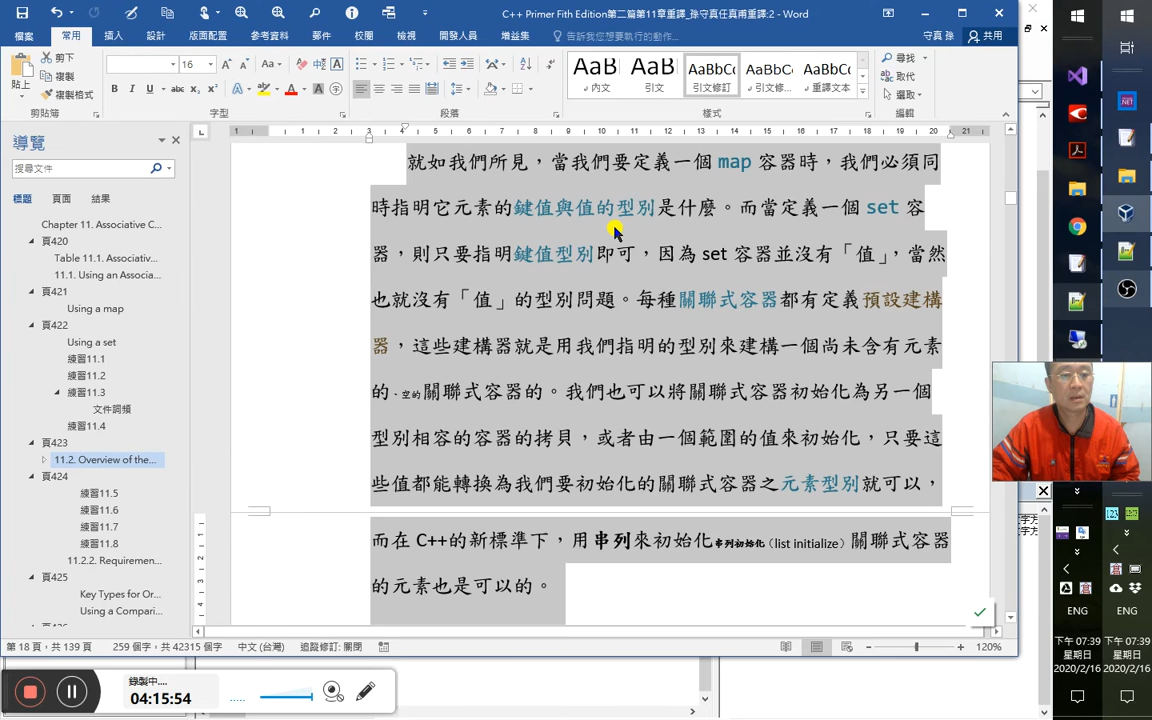 C++ Primer Fith Edition第二篇第11章重譯_孫守真任真甫重譯:2 - Word
檔案
常用
插入
設計
版面配置
參考資料
郵件
校閱
檢視
開發人員
增益集
告訴我您想要執行的動作...
守真 孫
共用
貼上
剪下
複製
複製格式
剪貼簿
16
字型
段落
AaB
內文
AaB
引文
AaBbCc
引文修訂
AaBbCc
引文修...
AaBbCc
重譯文本
樣式
尋找
取代
選取
編輯
導覽
搜尋文件
標題
頁面
結果
Chapter 11. Associative C...
頁420
Table 11.1. Associativ...
11.1. Using an Associa...
頁421
Using a map
頁422
Using a set
練習11.1
練習11.2
練習11.3
文件詞頻
練習11.4
頁423
11.2. Overview of the...
頁424
練習11.5
練習11.6
練習11.7
練習11.8
11.2.2. Requiremen...
頁425
Key Types for Or...
Using a Compari...
就如我們所見，當我們要定義一個 map 容器時，我們必須同
時指明它元素的鍵值與值的型別是什麼。而當定義一個 set 容
器，則只要指明鍵值型別即可，因為 set 容器並沒有「值」，當然
也就沒有「值」的型別問題。每種關聯式容器都有定義預設建構
器，這些建構器就是用我們指明的型別來建構一個尚未含有元素
的、空的關聯式容器的。我們也可以將關聯式容器初始化為另一個
型別相容的容器的拷貝，或者由一個範圍的值來初始化，只要這
些值都能轉換為我們要初始化的關聯式容器之元素型別就可以，
而在 C++的新標準下，用串列來初始化串列初始化（list initialize）關聯式容器
的元素也是可以的。
第 18 頁，共 139 頁
259 個字，共 42315 個字
中文 (台灣)
追蹤修訂: 關閉
120%
錄製中....
04:15:54
ENG
下午 07:39
星期日
2020/2/16
ENG
下午 07:39
星期日
2020/2/16